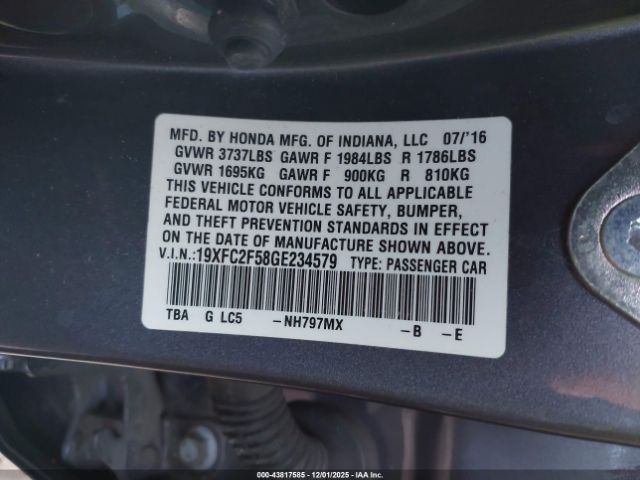 MFD. BY HONDA MFG. OF INDIANA, LLC 07/'16
GVWR 3737LBS GAWR F 1984LBS R 1786LBS
GVWR 1695KG GAWR F 900KG R 810KG
THIS VEHICLE CONFORMS TO ALL APPLICABLE
FEDERAL MOTOR VEHICLE SAFETY, BUMPER,
AND THEFT PREVENTION STANDARDS IN EFFECT
ON THE DATE OF MANUFACTURE SHOWN ABOVE.
V.I.N.:19XFC2F58GE234579 TYPE: PASSENGER CAR
TBA G LC5 -NH797MX -B -E
000-43817585 - 12/01/2025 - IAA Inc.